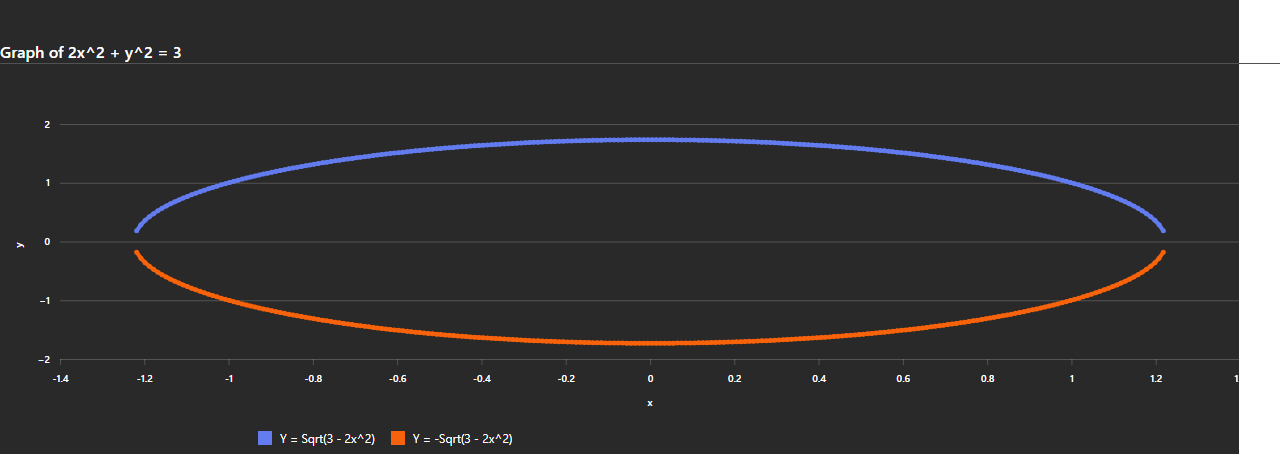 Graph of 2x^2 + y^2 = 3
2
1
0
-1
-2
y
-1.4 -1.2 -1 -0.8 -0.6 -0.4 -0.2 0 0.2 0.4 0.6 0.8 1 1.2
x
Y = Sqrt(3 - 2x^2) Y = -Sqrt(3 - 2x^2)